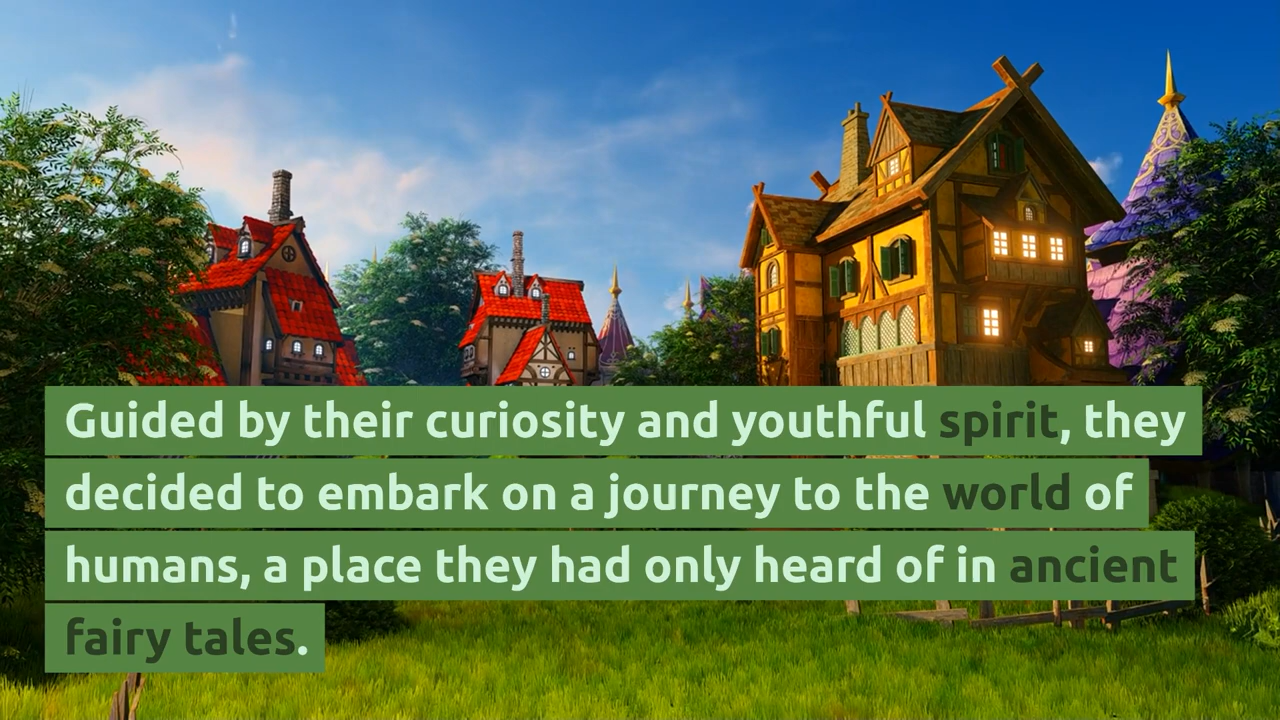 Guided by their curiosity and youthful spirit, they
decided to embark on a journey to the world of
humans, a place they had only heard of in ancient
fairy tales.